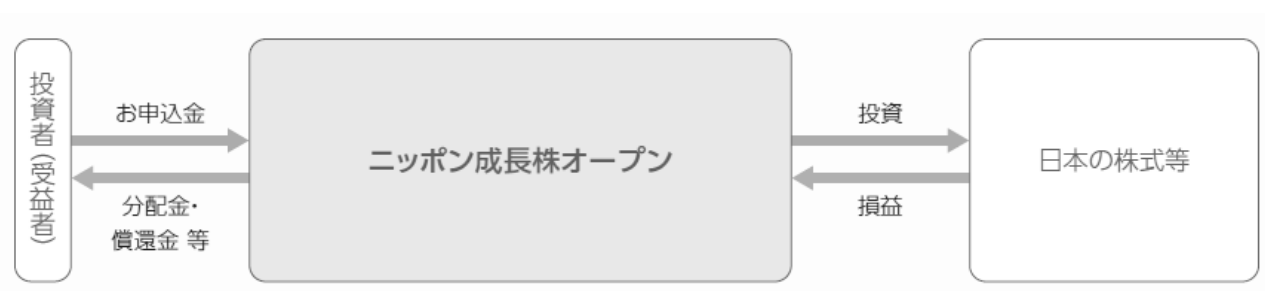 投資者(受益者)
お申込金
分配金・
償還金 等
ニッポン成長株オープン
投資
損益
日本の株式等